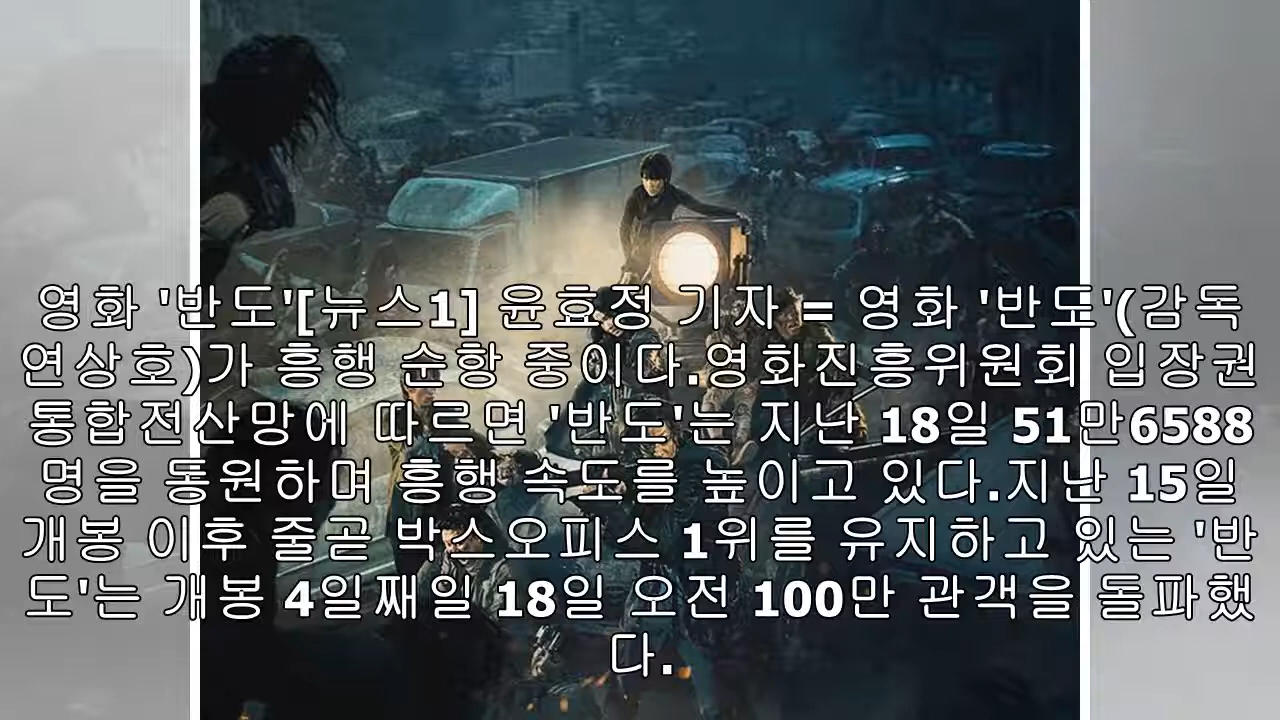 영화 '반도'[뉴스1] 윤효정 기자 = 영화 '반도'(감독
연상호)가 흥행 순항 중이다.영화진흥위원회 입장권
통합전산망에 따르면 '반도'는 지난 18일 51만6588
명을 동원하며 흥행 속도를 높이고 있다.지난 15일
개봉 이후 줄곧 박스오피스 1위를 유지하고 있는 '반
도'는 개봉 4일째일 18일 오전 100만 관객을 돌파했
다.